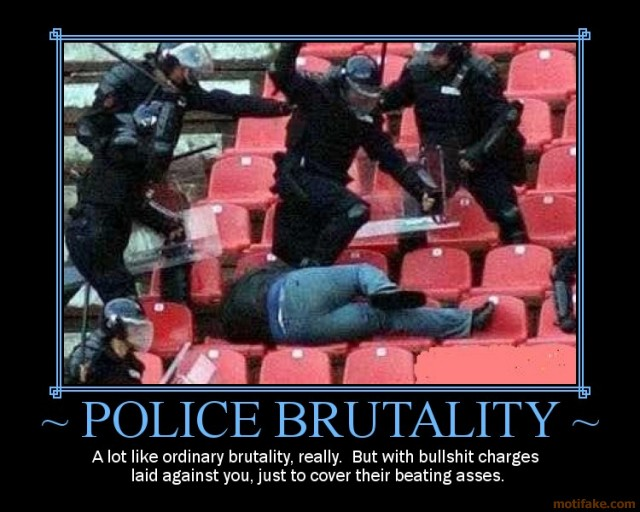 ~ POLICE BRUTALITY ~
A lot like ordinary brutality, really.  But with bullshit charges
laid against you, just to cover their beating asses.
motifake.com